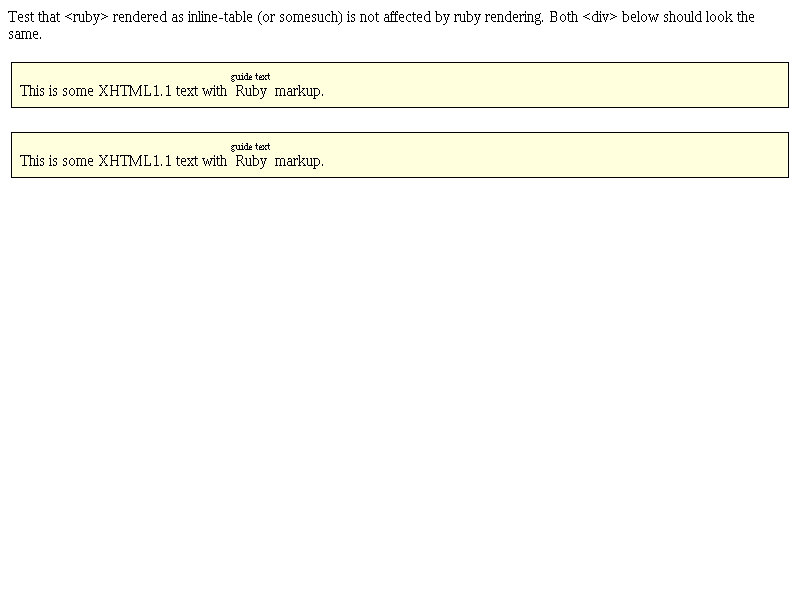 Test that <ruby> rendered as inline-table (or somesuch) is not affected by ruby rendering. Both <div> below should look the
same.
guide text
This is some XHTML1.1 text with Ruby markup.
guide text
This is some XHTML1.1 text with Ruby markup.